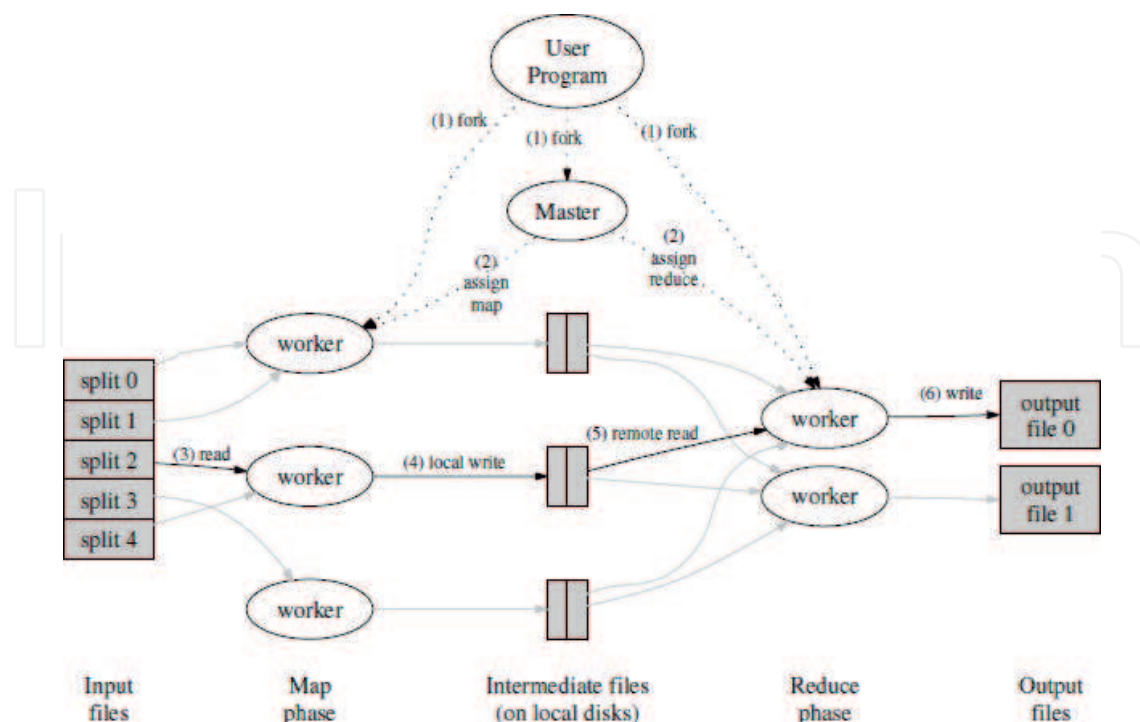 User
Program
(1) fork
(1) fork
(1) fork
Master
(2)
assign
map
(2)
assign
reduce
worker
split 0
split 1
split 2
split 3
split 4
(3) read
worker
(4) local write
worker
(5) remote read
worker
worker
(6) write
output
file 0
output
file 1
Input
files
Map
phase
Intermediate files
(on local disks)
Reduce
phase
Output
files